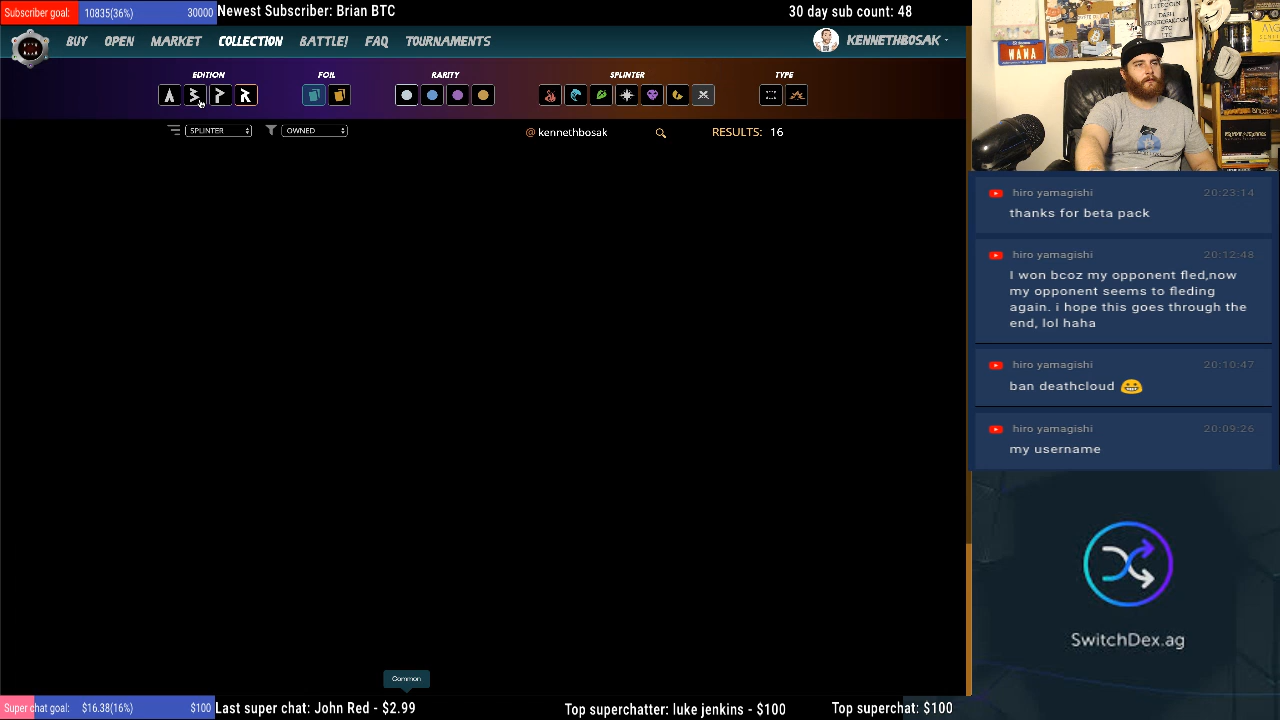 Subscriber goal: 10835(36%) 30000
Newest Subscriber: Brian BTC
30 day sub count: 48
BUY OPEN MARKET COLLECTION BATTLE! FAQ TOURNAMENTS
KENNETHBOSAK
EDITION FOIL RARITY SPLINTER TYPE
SPLINTER OWNED @ kennethbosak RESULTS: 16
hiro yamagishi 20:23:14
thanks for beta pack
hiro yamagishi 20:12:48
I won bcoz my opponent fled,now
my opponent seems to fleding
again. i hope this goes through the
end, lol haha
hiro yamagishi 20:10:47
ban deathcloud 😁
hiro yamagishi 20:09:26
my username
SwitchDex.ag
Common
Super chat goal: $16.38(16%) $100
Last super chat: John Red - $2.99
Top superchatter: luke jenkins - $100
Top superchat: $100